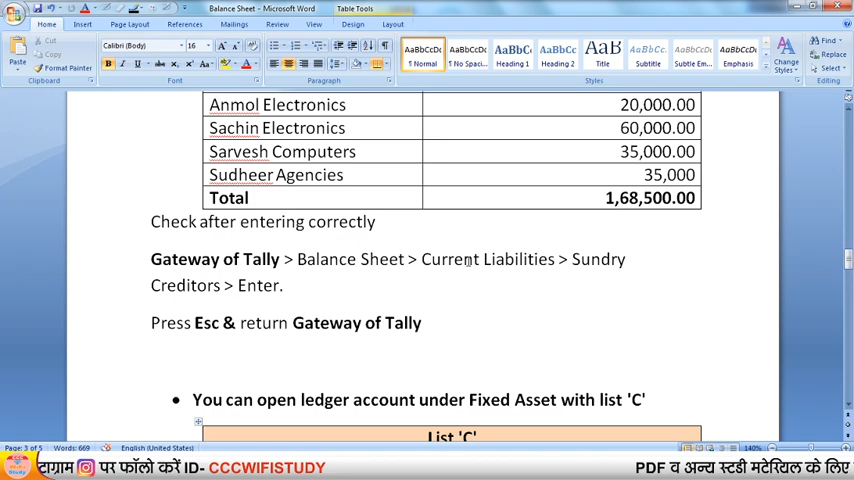 Balance Sheet - Microsoft Word
Table Tools
Home Insert Page Layout References Mailings Review View Design Layout
Cut
Copy
Format Painter
Paste
Clipboard
Calibri (Body) 16
Font
Paragraph
AaBbCcDc
¶ Normal
AaBbCcDc
¶ No Spaci...
AaBbC
Heading 1
AaBbCc
Heading 2
AaB
Title
AaBbCc
Subtitle
AaBbCcDc
Subtle Em...
AaBbCcDc
Emphasis
Change
Styles
Styles
Find
Replace
Select
Editing
Anmol Electronics 20,000.00
Sachin Electronics 60,000.00
Sarvesh Computers 35,000.00
Sudheer Agencies 35,000
Total 1,68,500.00
Check after entering correctly
Gateway of Tally > Balance Sheet > Current Liabilities > Sundry
Creditors > Enter.
Press Esc & return Gateway of Tally
• You can open ledger account under Fixed Asset with list 'C'
List 'C'
Page: 3 of 5 Words: 669 English (United States) 140%
टाग्राम पर फॉलो करें ID- CCCWIFISTUDY PDF व अन्य स्टडी मटेरियल के लिए